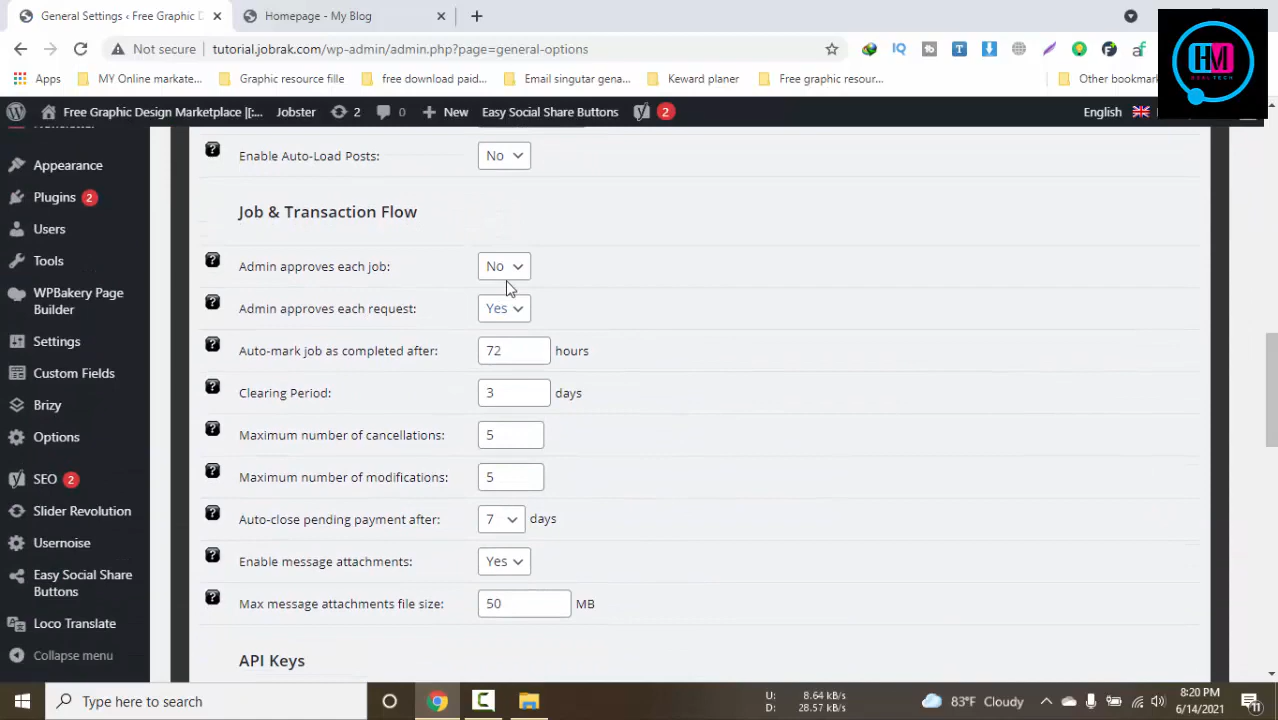 General Settings ‹ Free Graphic D
Homepage - My Blog
Not secure
tutorial.jobrak.com/wp-admin/admin.php?page=general-options
Apps
MY Online markate...
Graphic resource file
free download paid...
Email singutar gena...
Keward panner
Free graphic resour...
Other bookmark
HM
BSRLTECH
Free Graphic Design Marketplace |[:...
Jobster
2
0
New
Easy Social Share Buttons
2
English
Appearance
Plugins 2
Users
Tools
WPBakery Page
Builder
Settings
Custom Fields
Brizy
Options
SEO 2
Slider Revolution
Usernoise
Easy Social Share
Buttons
Loco Translate
Collapse menu
Enable Auto-Load Posts: No
Job & Transaction Flow
Admin approves each job: No
Admin approves each request: Yes
Auto-mark job as completed after: 72 hours
Clearing Period: 3 days
Maximum number of cancellations: 5
Maximum number of modifications: 5
Auto-close pending payment after: 7 days
Enable message attachments: Yes
Max message attachments file size: 50 MB
API Keys
Type here to search
U: 8.64 kB/s
D: 28.57 kB/s
83°F Cloudy
8:20 PM
6/14/2021
11